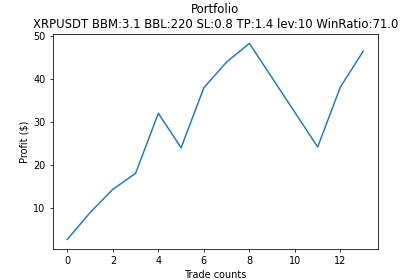 Portfolio
XRPUSDT BBM:3.1 BBL:220 SL:0.8 TP:1.4 lev:10 WinRatio:71.0
50
40
30
20
10
Profit ($)
0 2 4 6 8 10 12
Trade counts